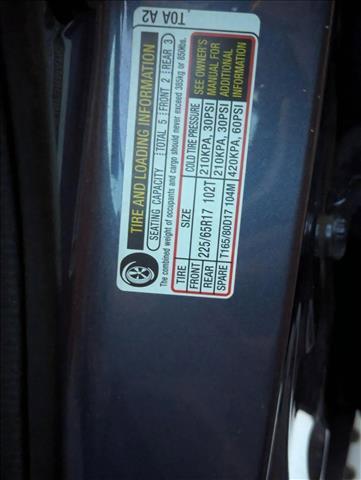 TIRE AND LOADING INFORMATION
SEATING CAPACITY TOTAL 5 FRONT 2 REAR 3
The combined weight of occupants and cargo should never exceed 385kg or 850lbs.
TIRE SIZE COLD TIRE PRESSURE SEE OWNER'S MANUAL FOR ADDITIONAL INFORMATION
FRONT 225/65R17 102T 210KPA, 30PSI
REAR 210KPA, 30PSI
SPARE T165/80D17 104M 420KPA, 60PSI
T0A A2